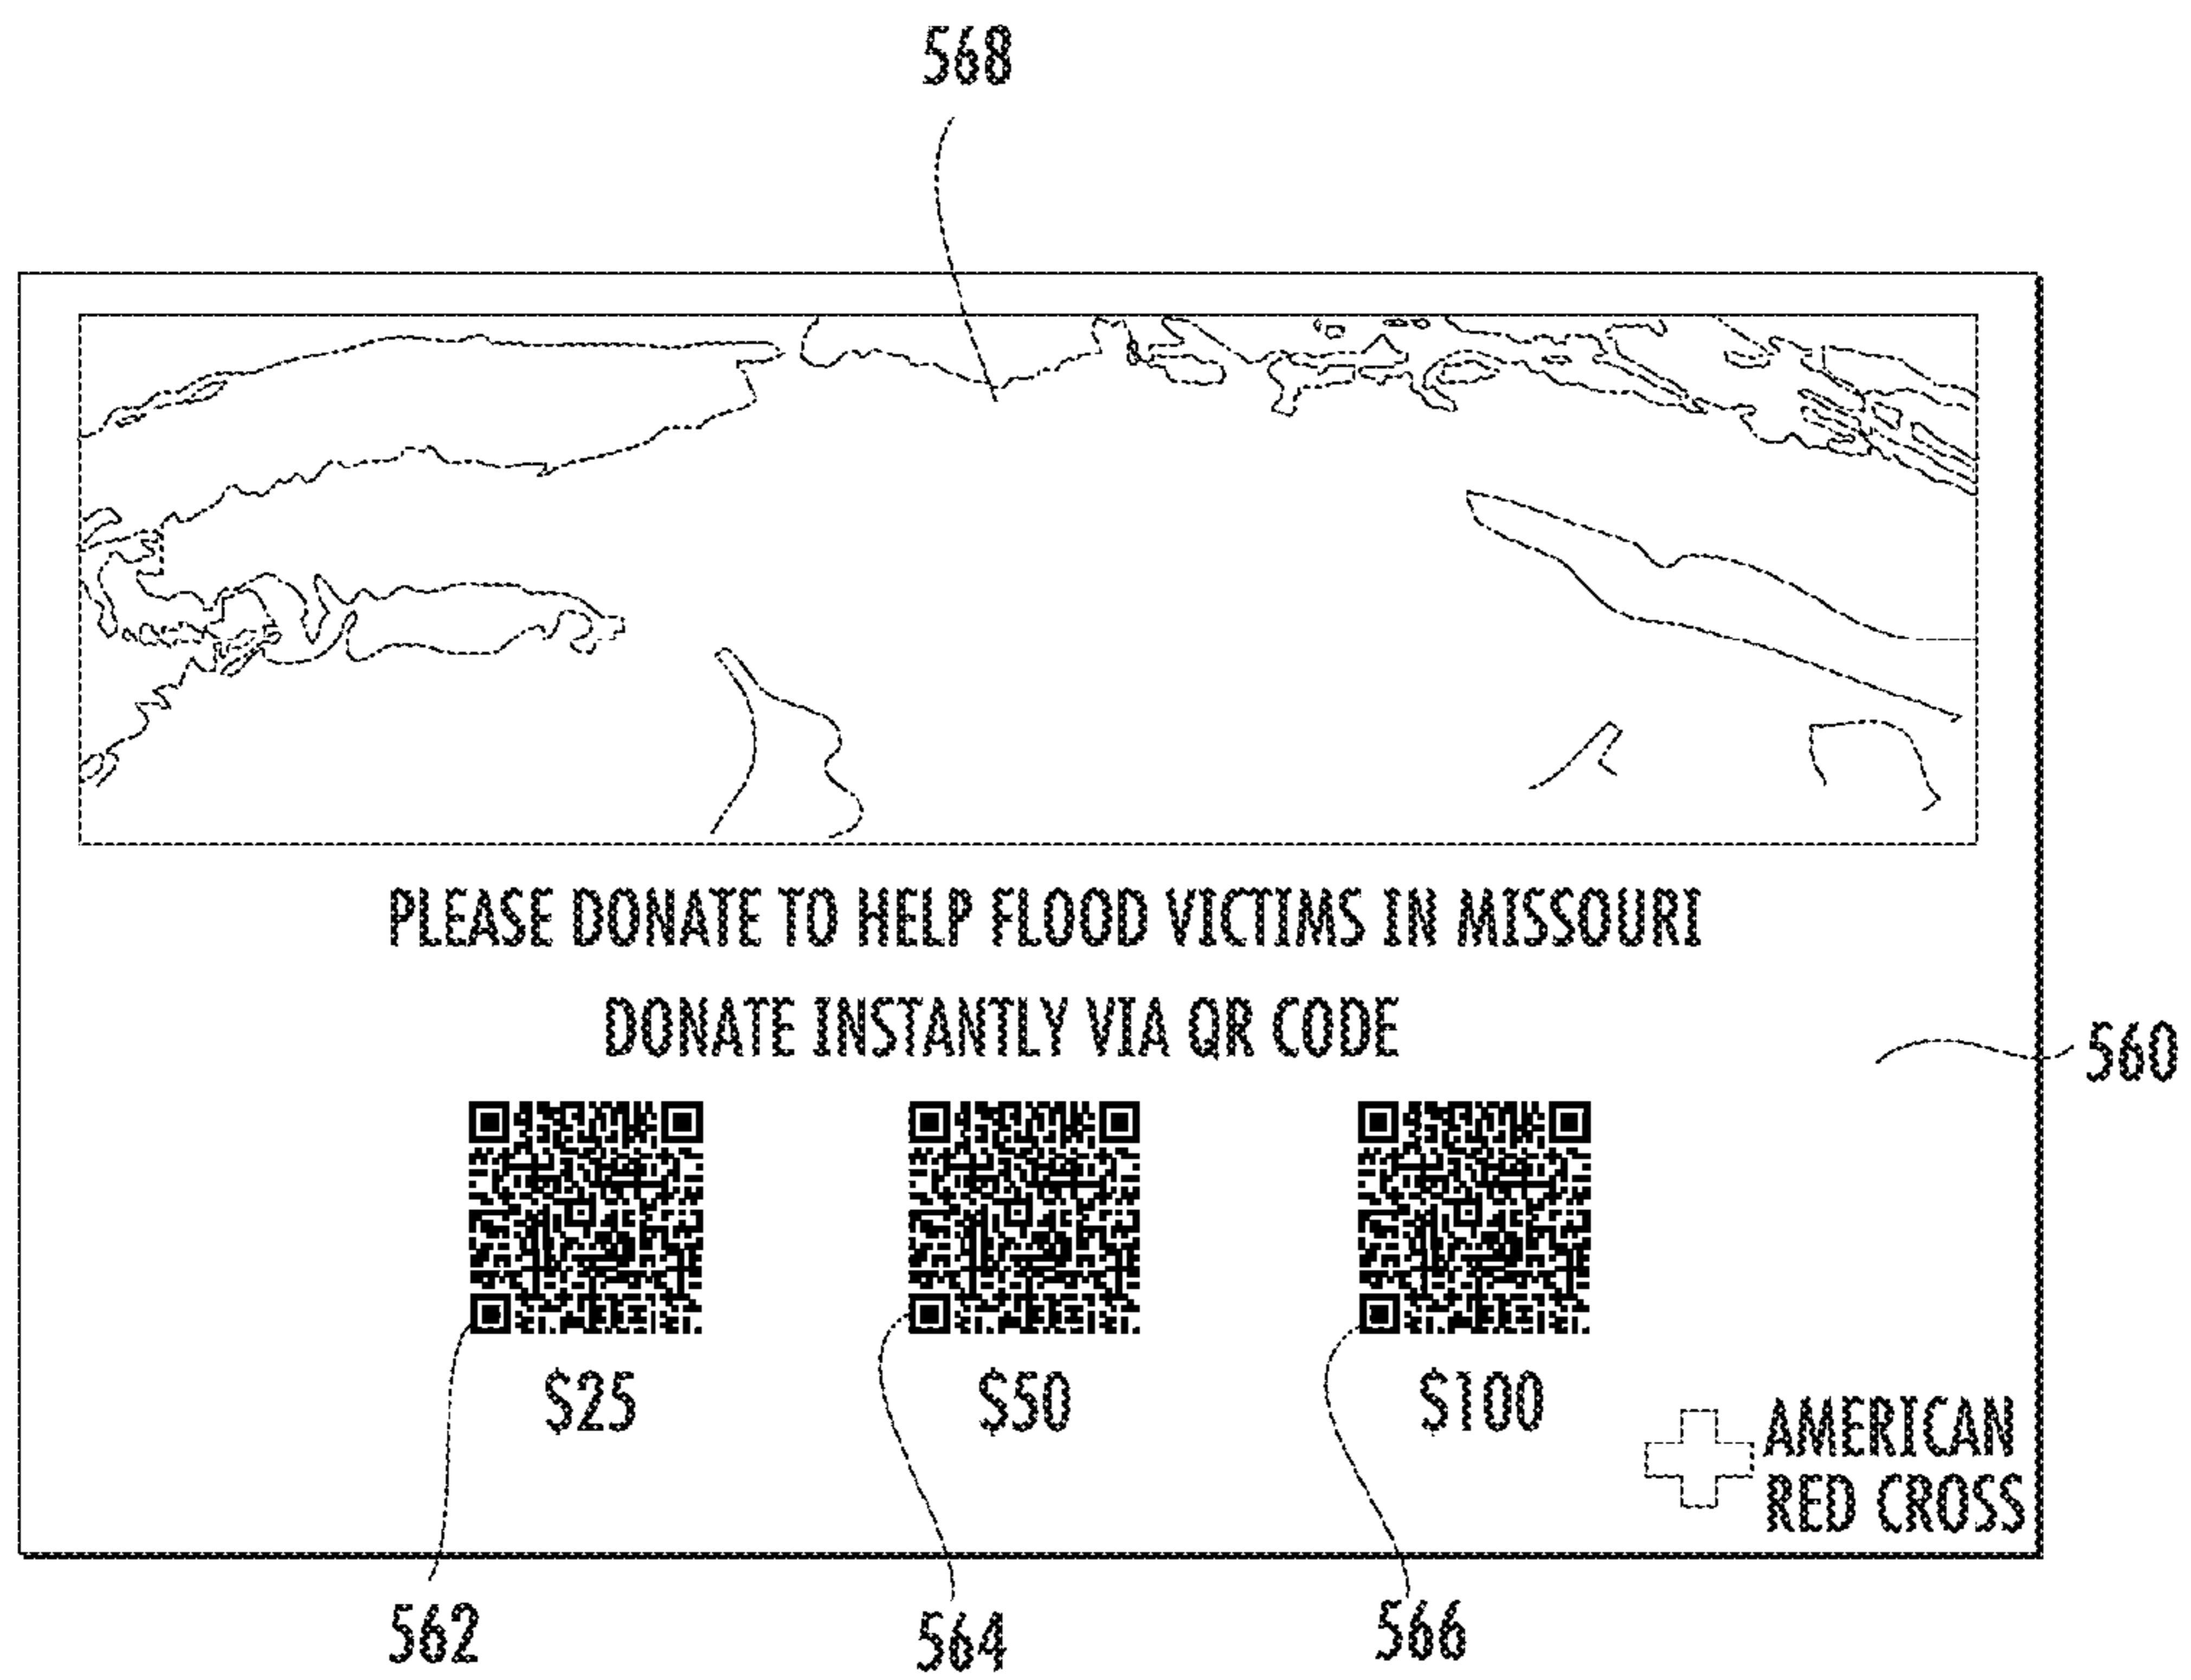 568
PLEASE DONATE TO HELP FLOOD VICTIMS IN MISSOURI
DONATE INSTANTLY VIA QR CODE
560
$25 $50 $100
AMERICAN
RED CROSS
562 564 566